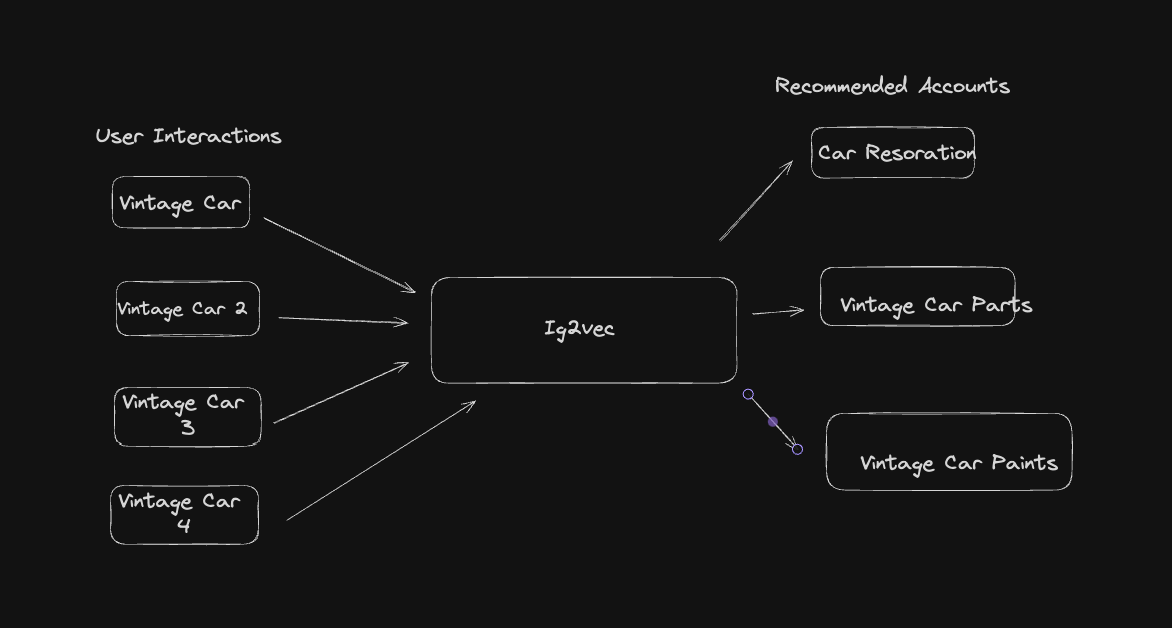 User Interactions
Vintage Car
Vintage Car 2
Vintage Car
3
Vintage Car
4
Ig2vec
Recommended Accounts
Car Resoration
Vintage Car Parts
Vintage Car Paints